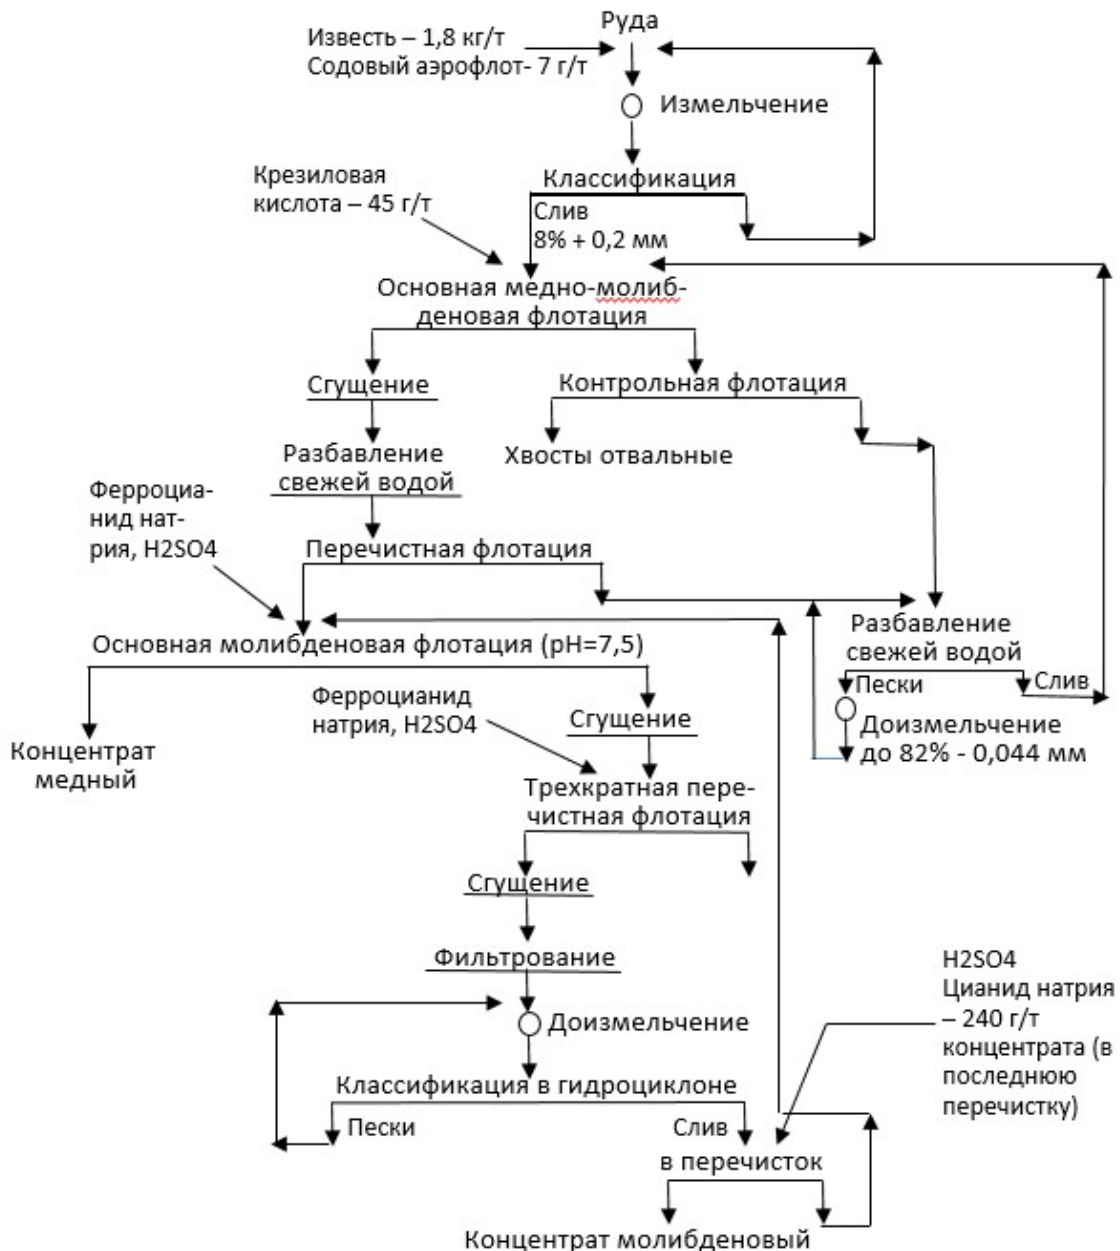 Руда
Известь – 1,8 кг/т
Содовый аэрофлот- 7 г/т
Измельчение
Классификация
Крезиловая
кислота – 45 г/т
Слив
8% + 0,2 мм
Основная медно-молиб-
деновая флотация
Сгущение
Контрольная флотация
Разбавление
свежей водой
Хвосты отвальные
Ферроциа-
нид нат-
рия, H2SO4
Перечистная флотация
Разбавление
свежей водой
Основная молибденовая флотация (pH=7,5)
Пески
Слив
Ферроцианид
натрия, H2SO4
Сгущение
Доизмельчение
до 82% - 0,044 мм
Концентрат
медный
Трехкратная пере-
чистная флотация
Сгущение
Фильтрование
H2SO4
Цианид натрия
– 240 г/т
концентрата (в
последнюю
перечистку)
Доизмельчение
Классификация в гидроциклоне
Пески
Слив
в перечисток
Концентрат молибденовый